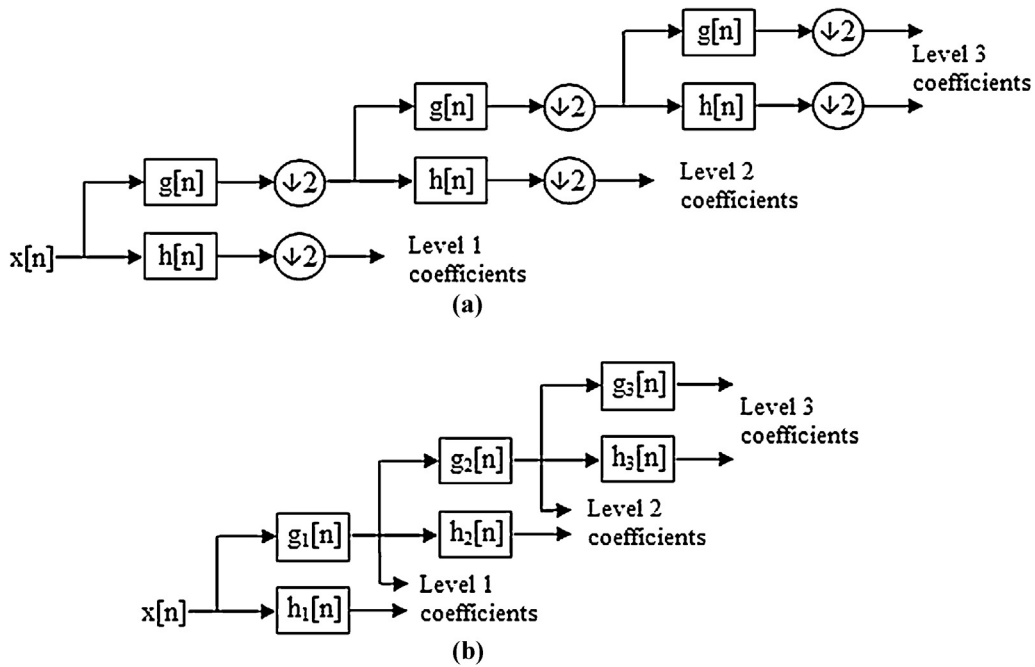 g[n] ↓2
Level 3
coefficients
g[n] ↓2 h[n] ↓2
g[n] ↓2 h[n] ↓2
Level 2
coefficients
x[n] h[n] ↓2
Level 1
coefficients
(a)
g₃[n]
Level 3
coefficients
g₂[n] h₃[n]
Level 2
coefficients
g₁[n] h₂[n]
Level 1
coefficients
x[n] h₁[n]
(b)